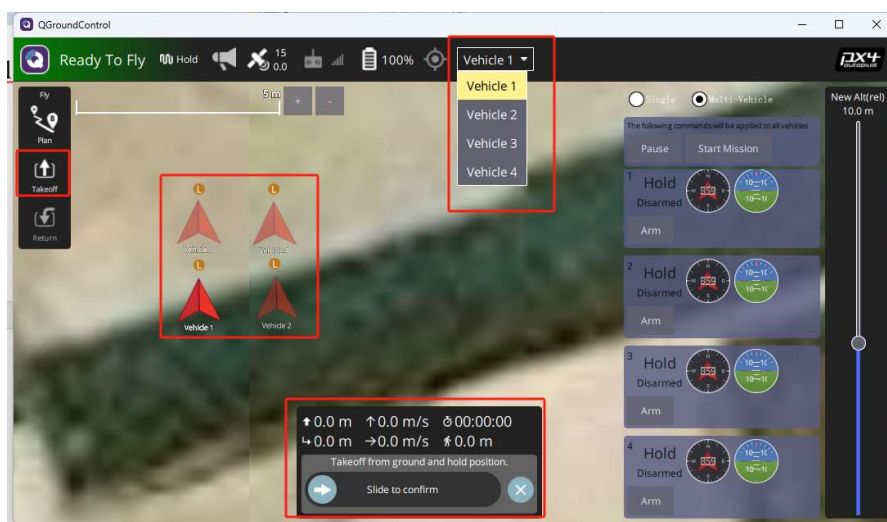 QGroundControl
Ready To Fly Hold 15 0.0 100% Vehicle 1
PX4
autopilot
Vehicle 1
Vehicle 2
Vehicle 3
Vehicle 4
Fly
Plan
Takeoff
Return
5 m
+ -
L L
L L
Vehicle 1 Vehicle 2
Single Multi-Vehicle
The following commands will be applied to all vehicles
Pause Start Mission
1 Hold
Disarmed
Arm
2 Hold
Disarmed
Arm
3 Hold
Disarmed
Arm
4 Hold
Disarmed
Arm
New Alt(rel)
10.0 m
0.0 m 0.0 m/s 00:00:00
0.0 m 0.0 m/s 0.0 m
Takeoff from ground and hold position.
Slide to confirm